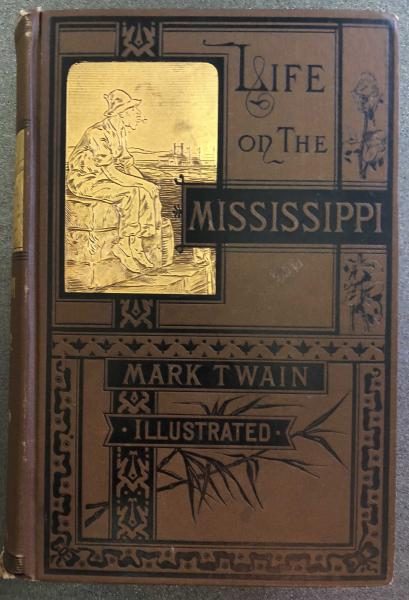 LIFE
ON THE
MISSISSIPPI
MARK TWAIN
· ILLUSTRATED ·